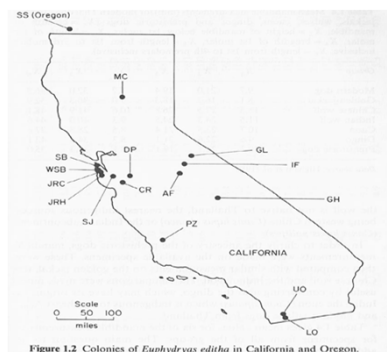 SS (Oregon)
MC
SB
DP
GL
WSB
IF
JRC
CR
AF
JRH
GH
SJ
PZ
CALIFORNIA
Scale
0 50 100
miles
UO
LO
Figure 1.2 Colonies of Euphydryas editha in California and Oregon.